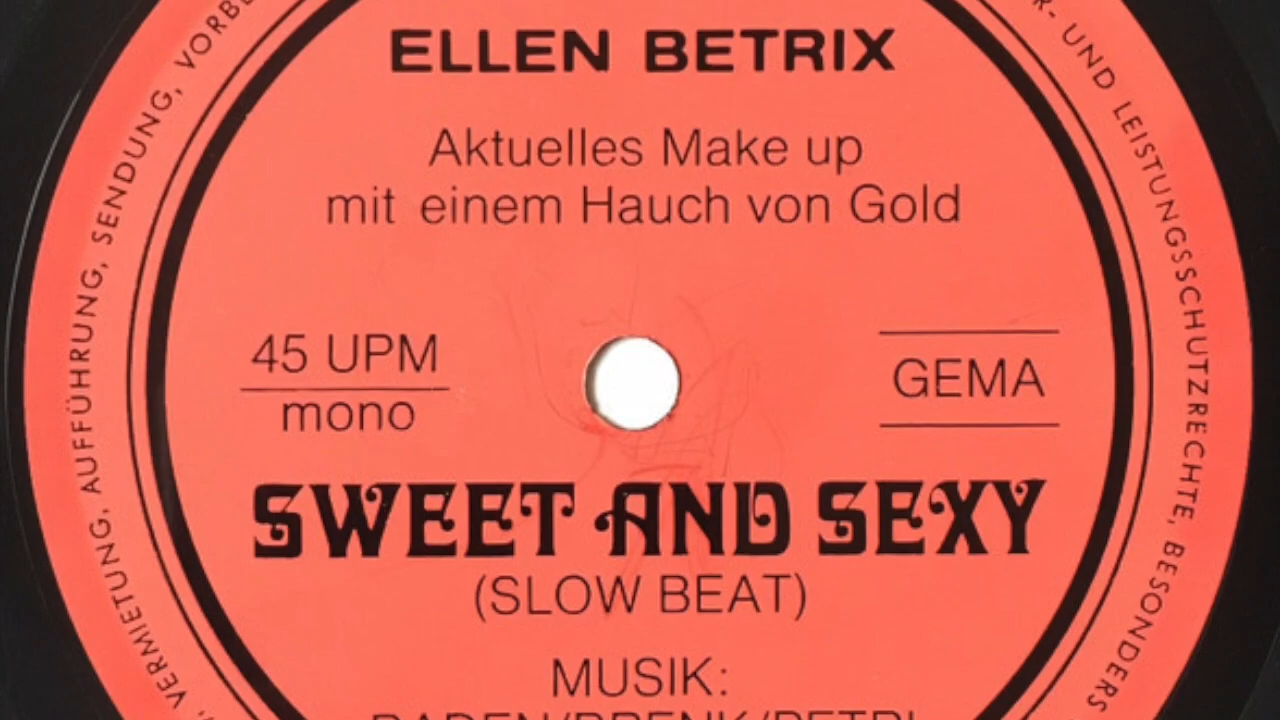 ELLEN BETRIX
Aktuelles Make up
mit einem Hauch von Gold
45 UPM
mono
GEMA
SWEET AND SEXY
(SLOW BEAT)
MUSIK:
VERMIETUNG, AUFFÜHRUNG, SENDUNG,
UND LEISTUNGSSCHUTZRECHTE, BESONDERS